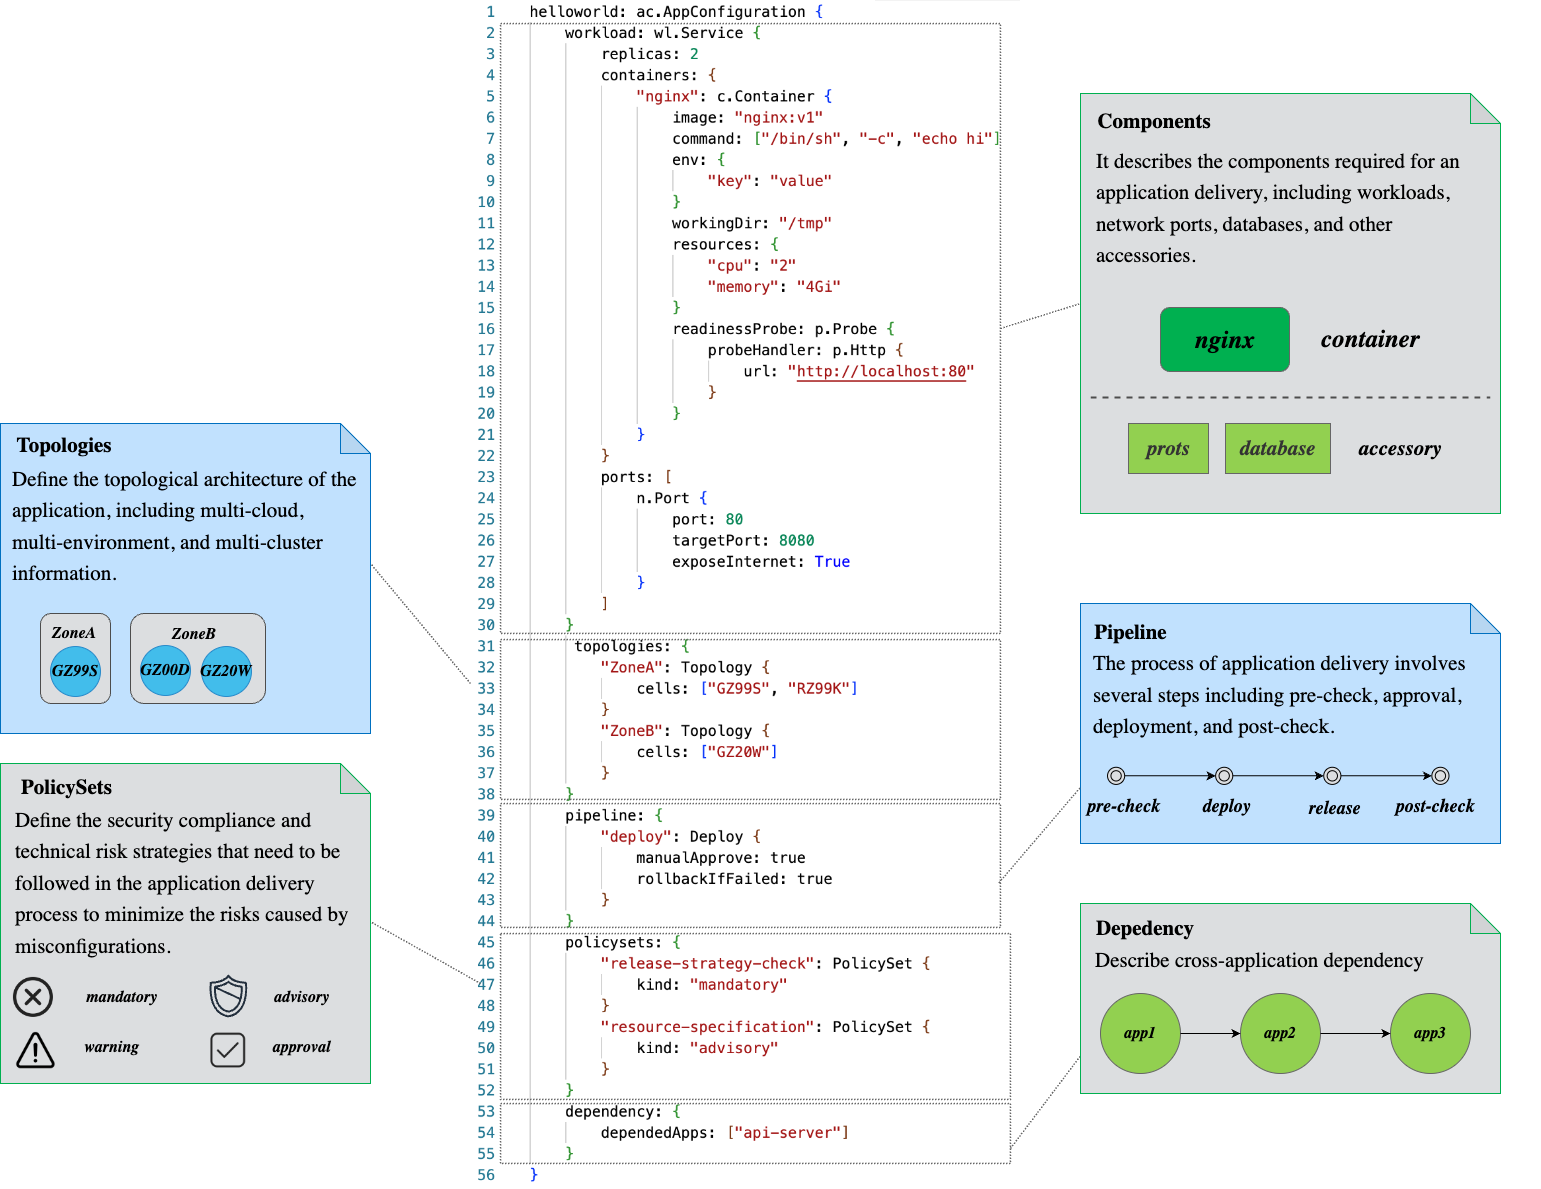 1 helloworld: ac.AppConfiguration {
2 workload: wl.Service {
3 replicas: 2
4 containers: {
5 "nginx": c.Container {
6 image: "nginx:v1"
7 command: ["/bin/sh", "-c", "echo hi"]
8 env: {
9 "key": "value"
10 }
11 workingDir: "/tmp"
12 resources: {
13 "cpu": "2"
14 "memory": "4Gi"
15 }
16 readinessProbe: p.Probe {
17 probeHandler: p.Http {
18 url: "http://localhost:80"
19 }
20 }
21 }
22 }
23 ports: [
24 n.Port {
25 port: 80
26 targetPort: 8080
27 exposeInternet: True
28 }
29 ]
30 }
31 topologies: {
32 "ZoneA": Topology {
33 cells: ["GZ99S", "RZ99K"]
34 }
35 "ZoneB": Topology {
36 cells: ["GZ20W"]
37 }
38 }
39 pipeline: {
40 "deploy": Deploy {
41 manualApprove: true
42 rollbackIfFailed: true
43 }
44 }
45 policysets: {
46 "release-strategy-check": PolicySet {
47 kind: "mandatory"
48 }
49 "resource-specification": PolicySet {
50 kind: "advisory"
51 }
52 }
53 dependency: {
54 dependedApps: ["api-server"]
55 }
56 }
Topologies
Define the topological architecture of the
application, including multi-cloud,
multi-environment, and multi-cluster
information.
ZoneA ZoneB
GZ99S GZ00D GZ20W
PolicySets
Define the security compliance and
technical risk strategies that need to be
followed in the application delivery
process to minimize the risks caused by
misconfigurations.
mandatory advisory
warning approval
Components
It describes the components required for an
application delivery, including workloads,
network ports, databases, and other
accessories.
nginx container
prots database accessory
Pipeline
The process of application delivery involves
several steps including pre-check, approval,
deployment, and post-check.
pre-check deploy release post-check
Depedency
Describe cross-application dependency
app1 app2 app3